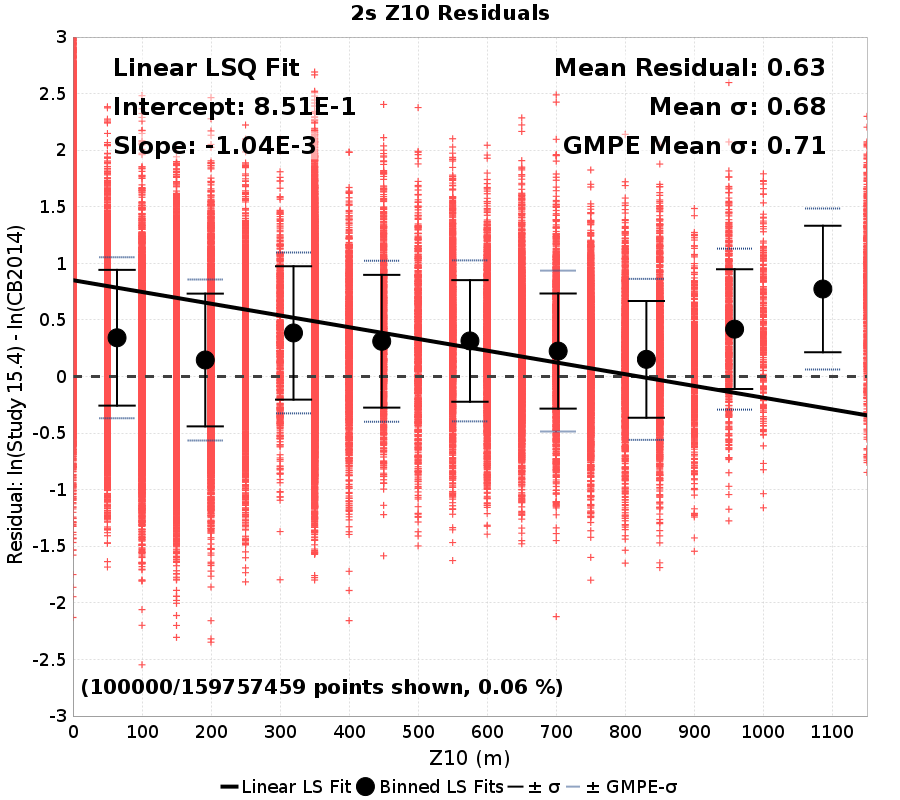 2s Z10 Residuals
Linear LSQ Fit
Intercept: 8.51E-1
Slope: -1.04E-3
Mean Residual: 0.63
Mean σ: 0.68
GMPE Mean σ: 0.71
Residual: ln(Study 15.4) - ln(CB2014)
3
2.5
2
1.5
1
0.5
0
-0.5
-1
-1.5
-2
-2.5
-3
(100000/159757459 points shown, 0.06 %)
0 100 200 300 400 500 600 700 800 900 1000 1100
Z10 (m)
Linear LS Fit Binned LS Fits ± σ ± GMPE-σ